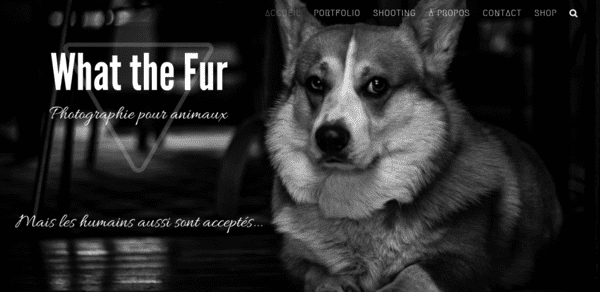 ACCUEIL PORTFOLIO SHOOTING À PROPOS CONTACT SHOP
What the Fur
Photographie pour animaux
Mais les humains aussi sont acceptés...